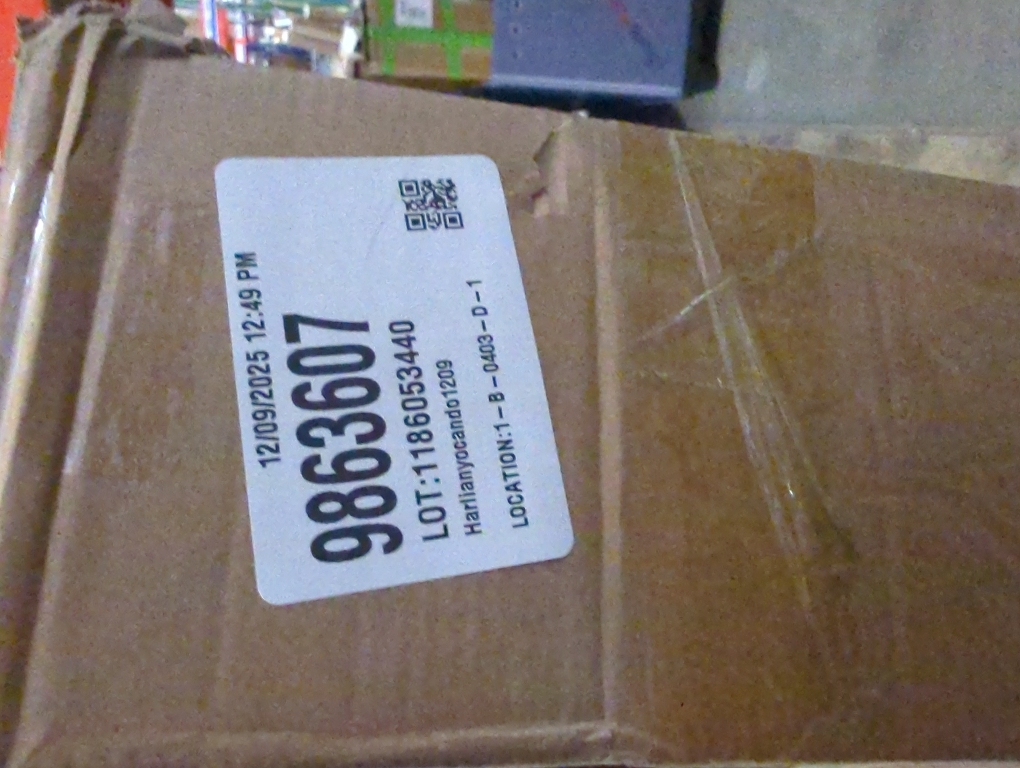 12/09/2025 12:49 PM
9863607
LOT:1186053440
Harlianyocando1209
LOCATION:1-B-0403-D-1